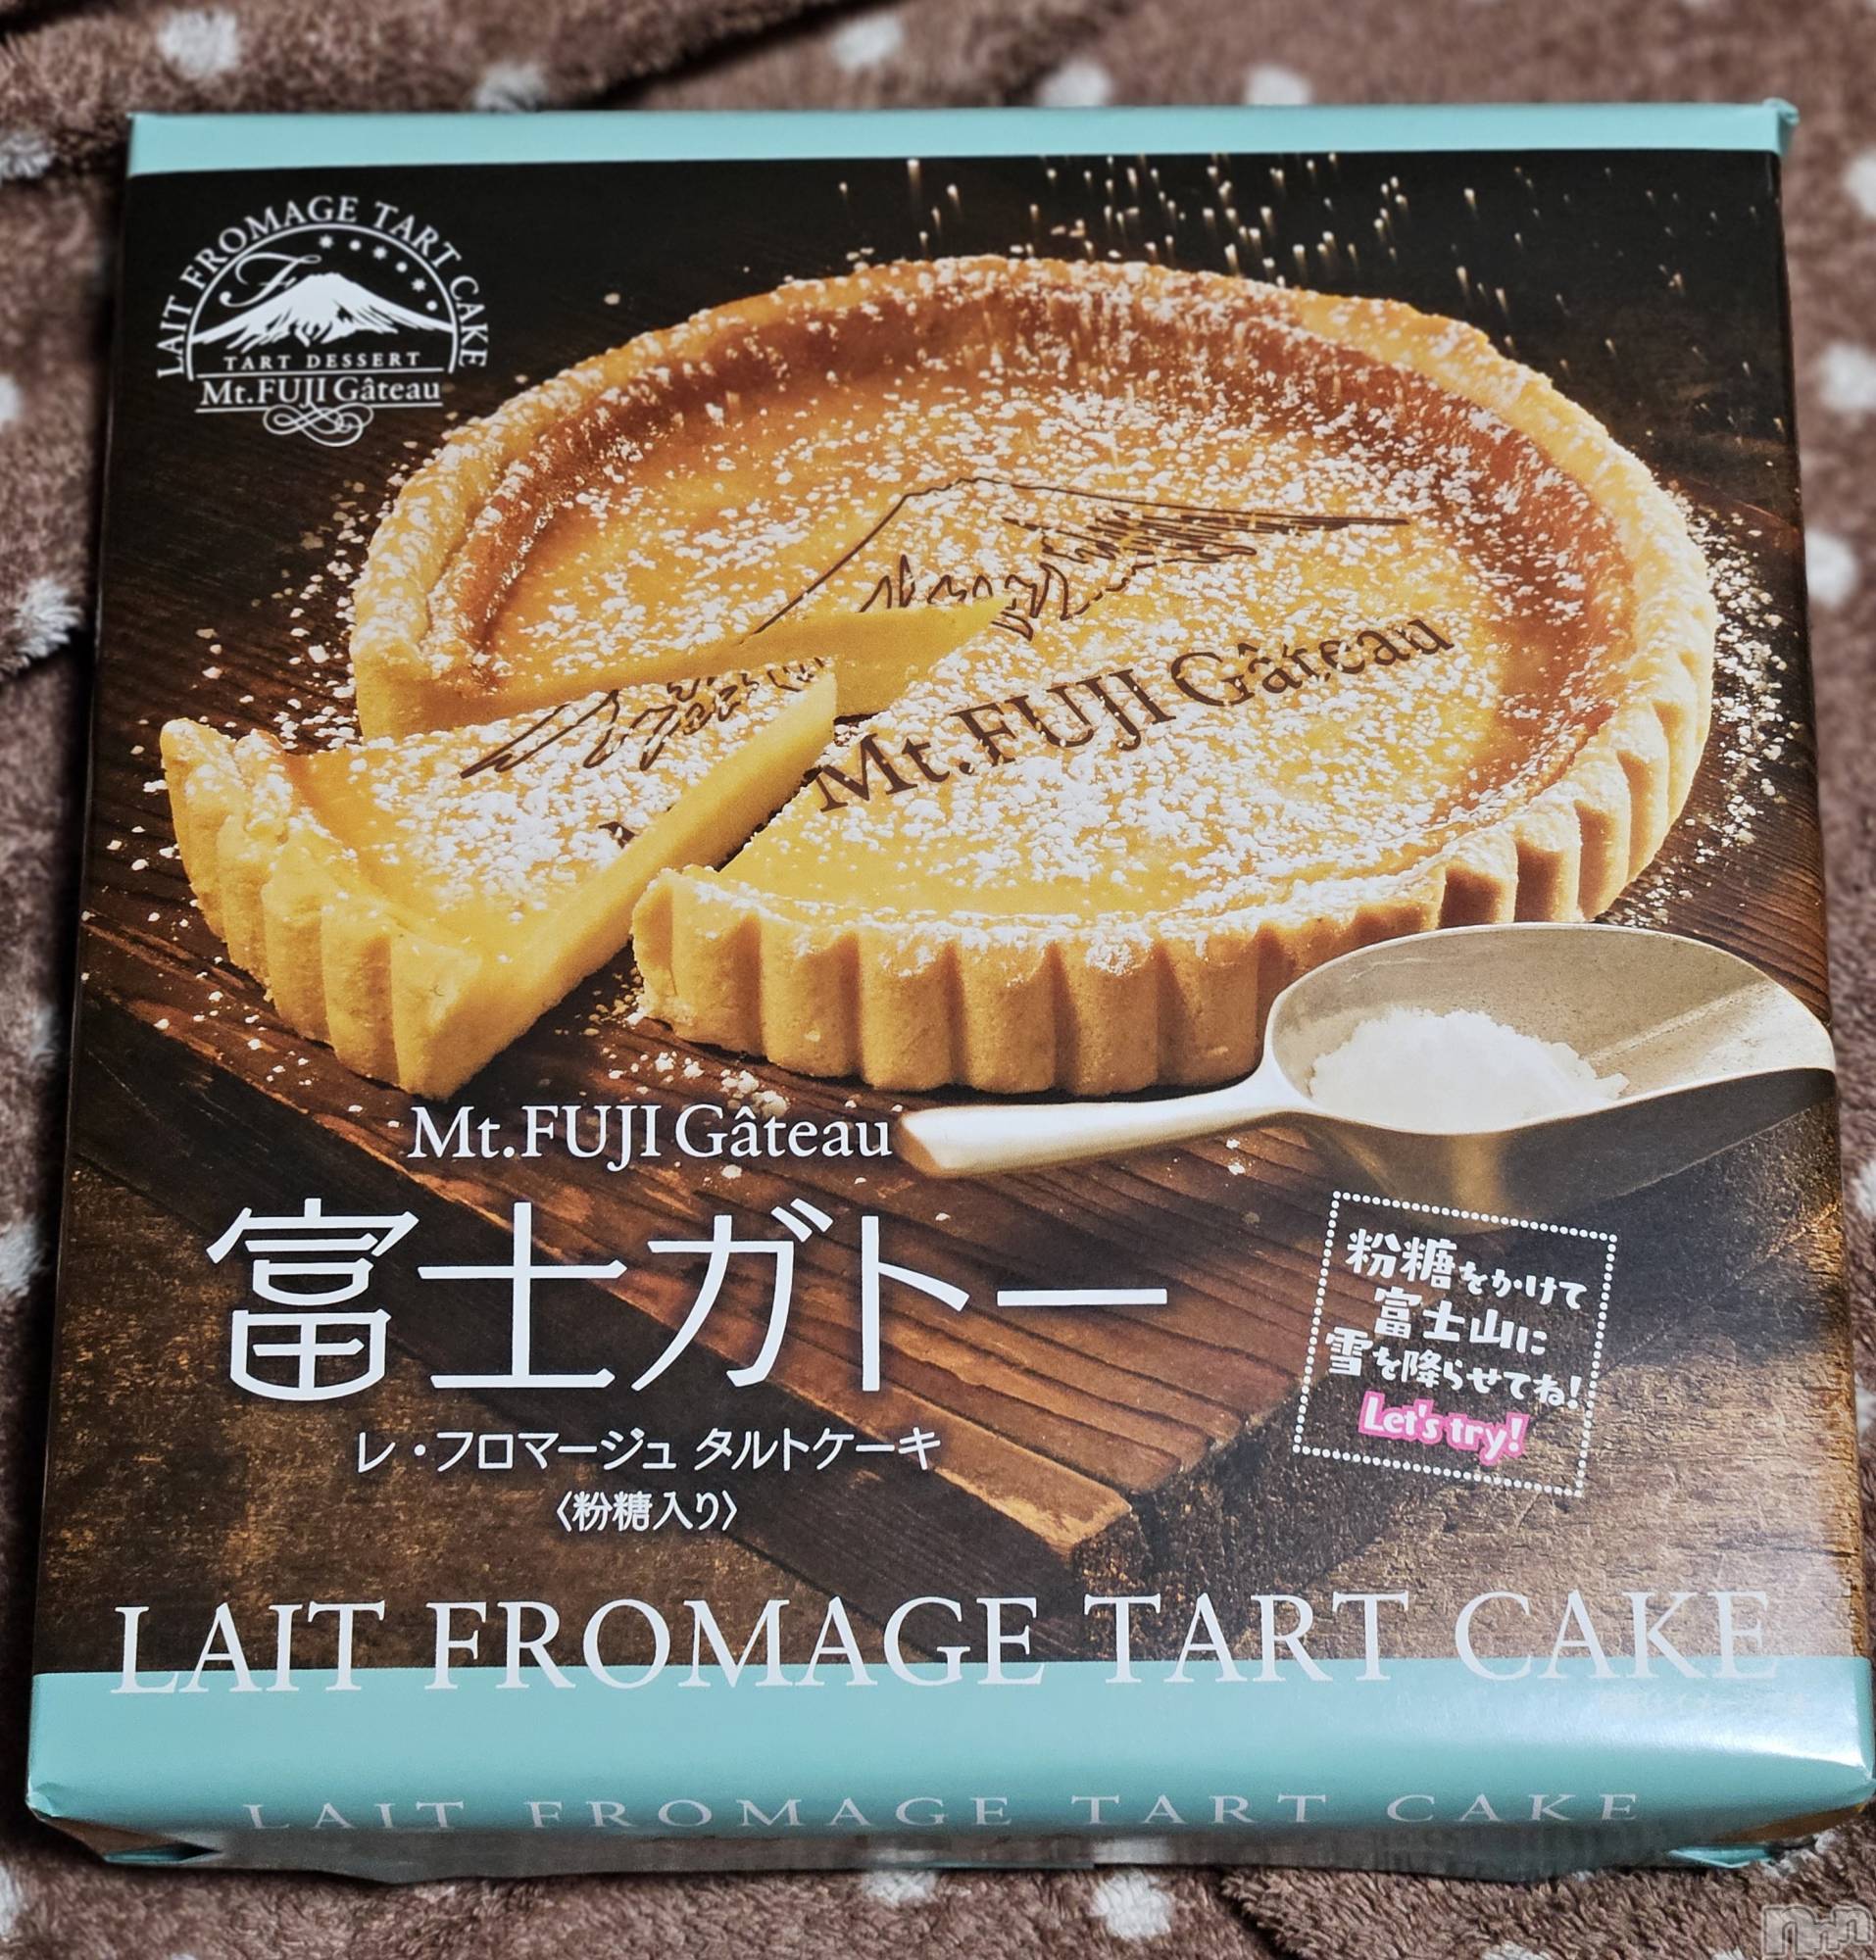 LAIT FROMAGE TART CAKE
F
TART DESSERT
Mt.FUJI Gâteau
Mt.FUJI Gâteau
Mt.FUJI Gâteau
富士ガトー
レ・フロマージュ タルトケーキ
〈粉糖入り〉
粉糖をかけて
富士山に
雪を降らせてね!
Let's try!
LAIT FROMAGE TART CAKE
LAIT FROMAGE TART CAKE